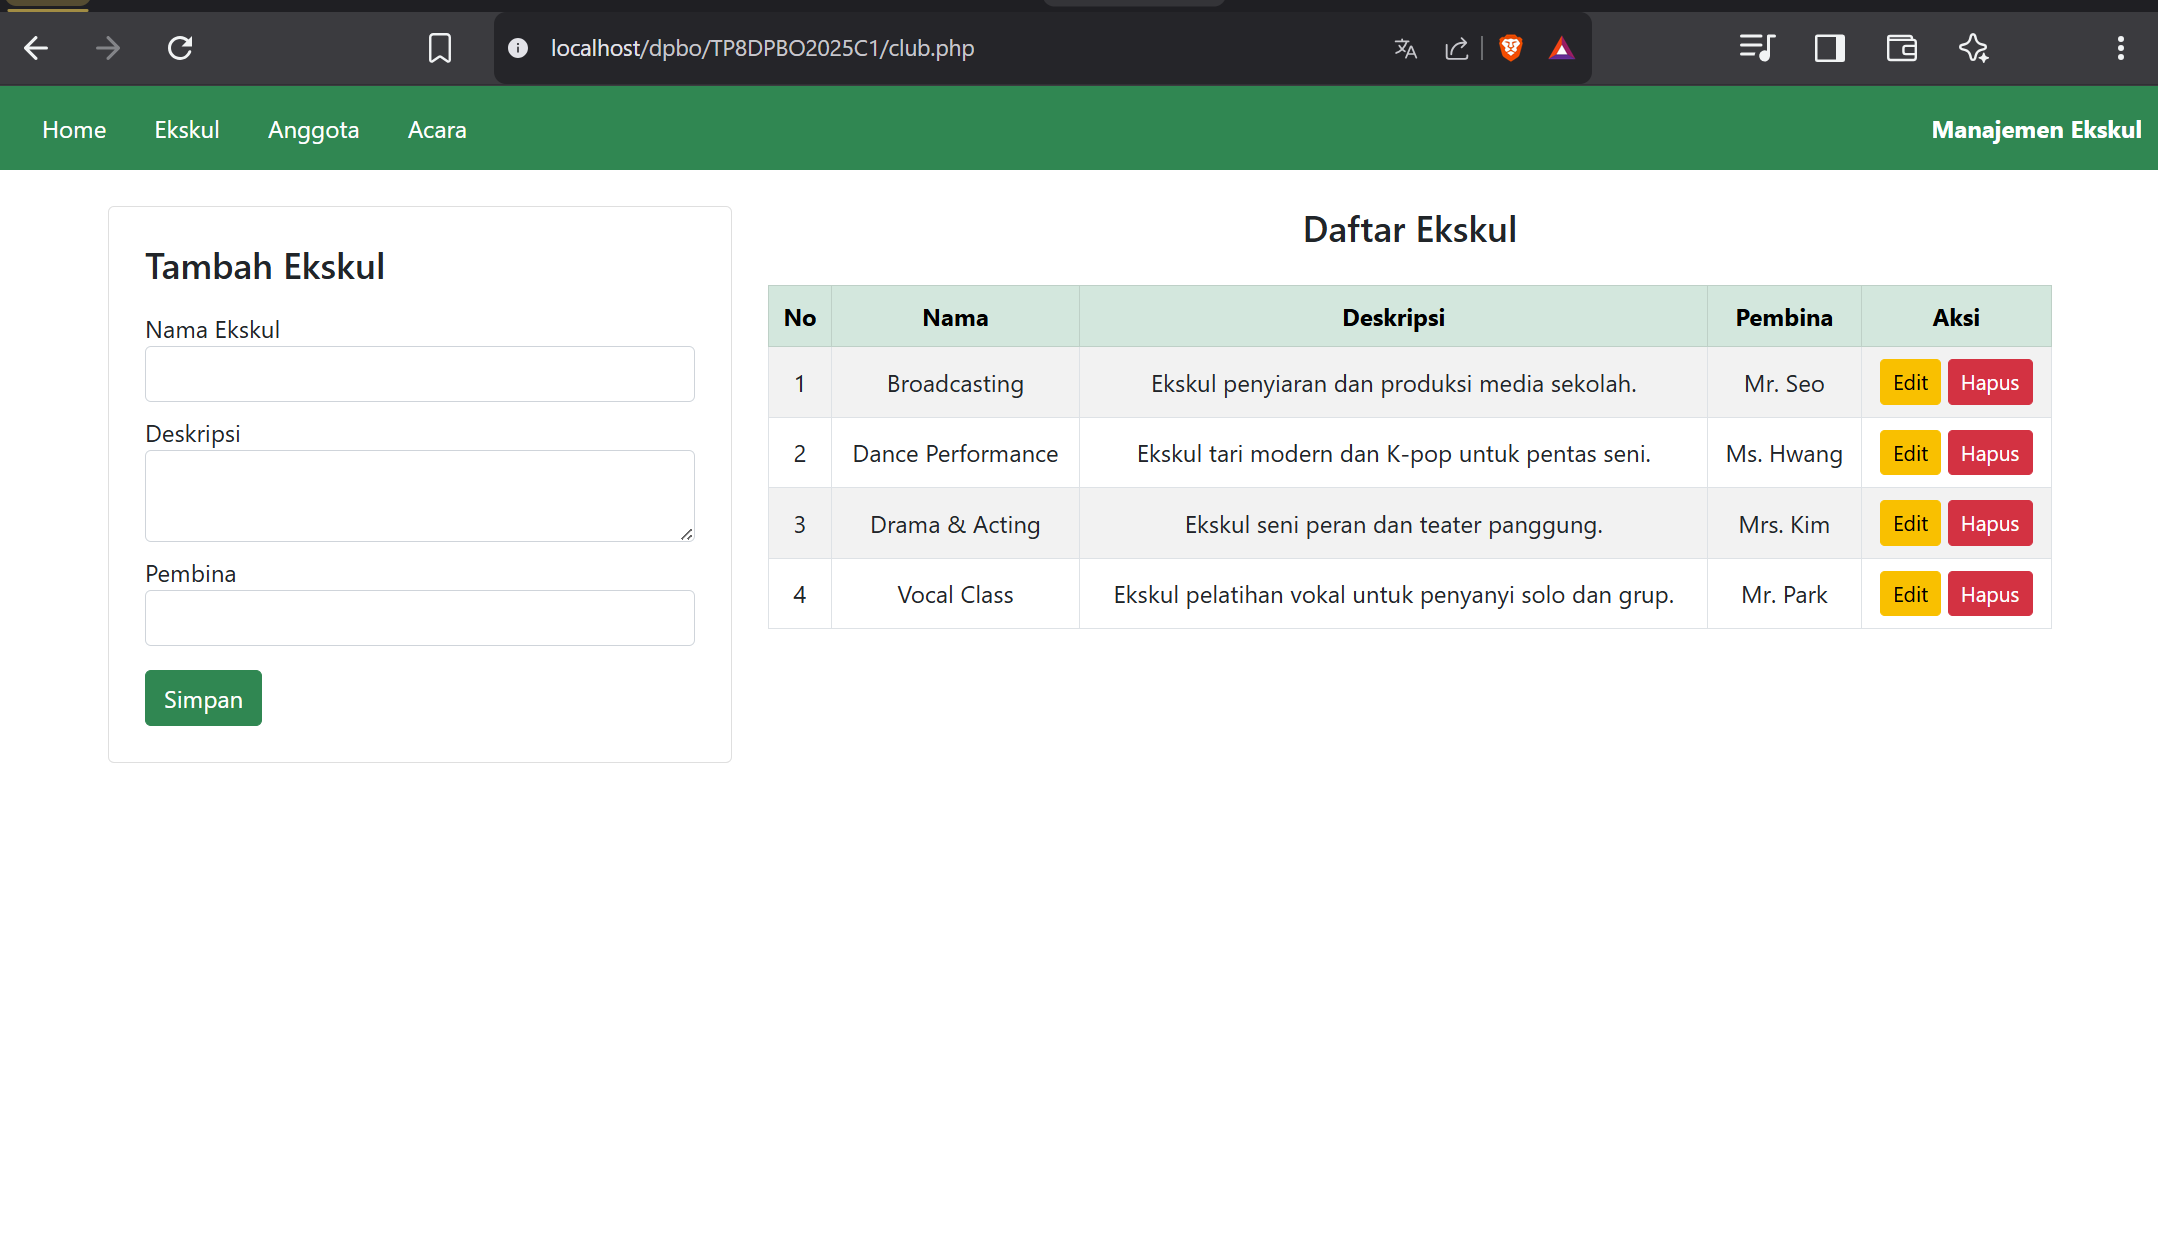 localhost/dpbo/TP8DPBO2025C1/club.php
Home Ekskul Anggota Acara Manajemen Ekskul
Tambah Ekskul
Nama Ekskul
Deskripsi
Pembina
Simpan
Daftar Ekskul
No Nama Deskripsi Pembina Aksi
1 Broadcasting Ekskul penyiaran dan produksi media sekolah. Mr. Seo Edit Hapus
2 Dance Performance Ekskul tari modern dan K-pop untuk pentas seni. Ms. Hwang Edit Hapus
3 Drama & Acting Ekskul seni peran dan teater panggung. Mrs. Kim Edit Hapus
4 Vocal Class Ekskul pelatihan vokal untuk penyanyi solo dan grup. Mr. Park Edit Hapus